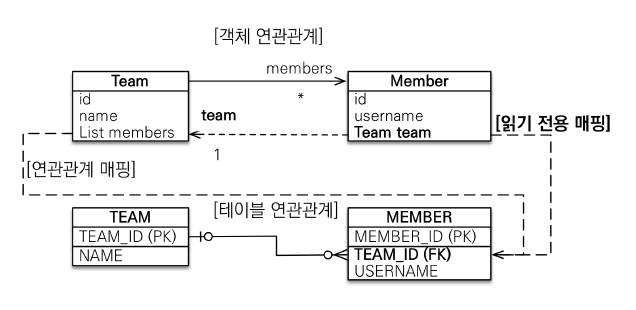 [객체 연관관계]
members
Team
id
name
List members
*
team
1
Member
id
username
Team team
[읽기 전용 매핑]
[연관관계 매핑]
[테이블 연관관계]
TEAM
TEAM_ID (PK)
NAME
MEMBER
MEMBER_ID (PK)
TEAM_ID (FK)
USERNAME